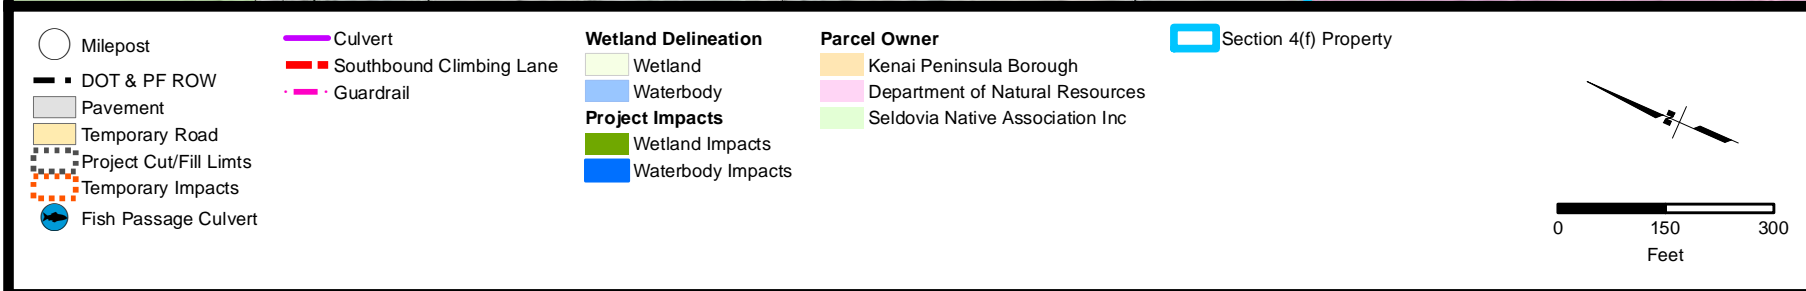 Milepost
DOT & PF ROW
Pavement
Temporary Road
Project Cut/Fill Limts
Temporary Impacts
Fish Passage Culvert
Culvert
Southbound Climbing Lane
Guardrail
Wetland Delineation
Wetland
Waterbody
Project Impacts
Wetland Impacts
Waterbody Impacts
Parcel Owner
Kenai Peninsula Borough
Department of Natural Resources
Seldovia Native Association Inc
Section 4(f) Property
0 150 300
Feet